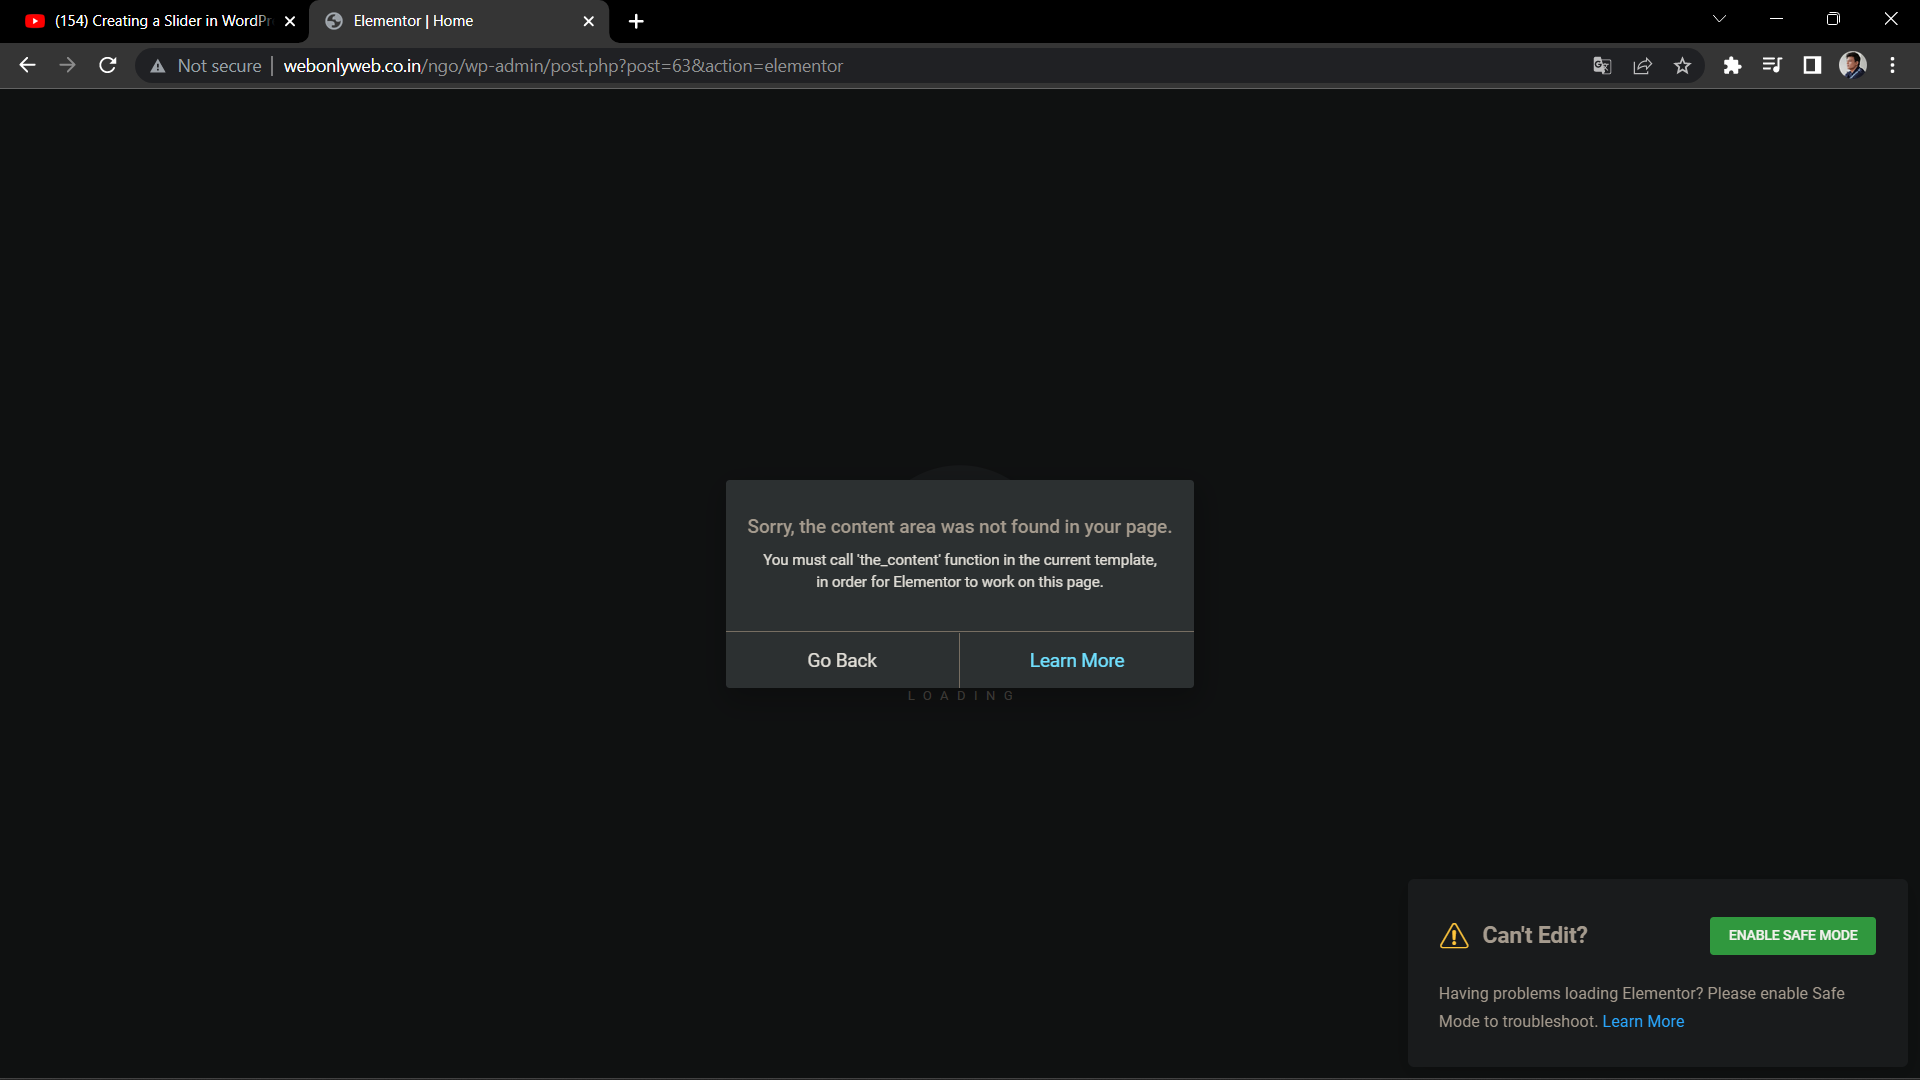 (154) Creating a Slider in WordPr
Elementor | Home
Not secure
webonlyweb.co.in/ngo/wp-admin/post.php?post=63&action=elementor
Sorry, the content area was not found in your page.
You must call 'the_content' function in the current template,
in order for Elementor to work on this page.
Go Back
Learn More
LOADING
Can't Edit?
ENABLE SAFE MODE
Having problems loading Elementor? Please enable Safe
Mode to troubleshoot. Learn More